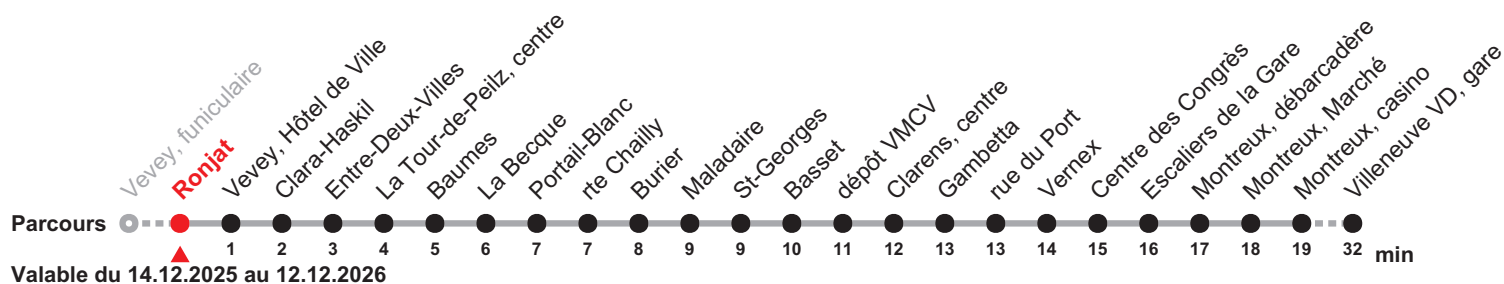 Vevey, funiculaire
Ronjat
Vevey, Hôtel de Ville
Clara-Haskil
Entre-Deux-Villes
La Tour-de-Peilz, centre
Baumes
La Becque
Portail-Blanc
rte Chailly
Burier
Maladaire
St-Georges
Basset
dépôt VMCV
Clarens, centre
Gambetta
rue du Port
Vernex
Centre des Congrès
Escaliers de la Gare
Montreux, débarcadère
Montreux, Marché
Montreux, casino
Villeneuve VD, gare
Parcours
1 2 3 4 5 6 7 7 8 9 9 10 11 12 13 13 14 15 16 17 18 19 32 min
Valable du 14.12.2025 au 12.12.2026